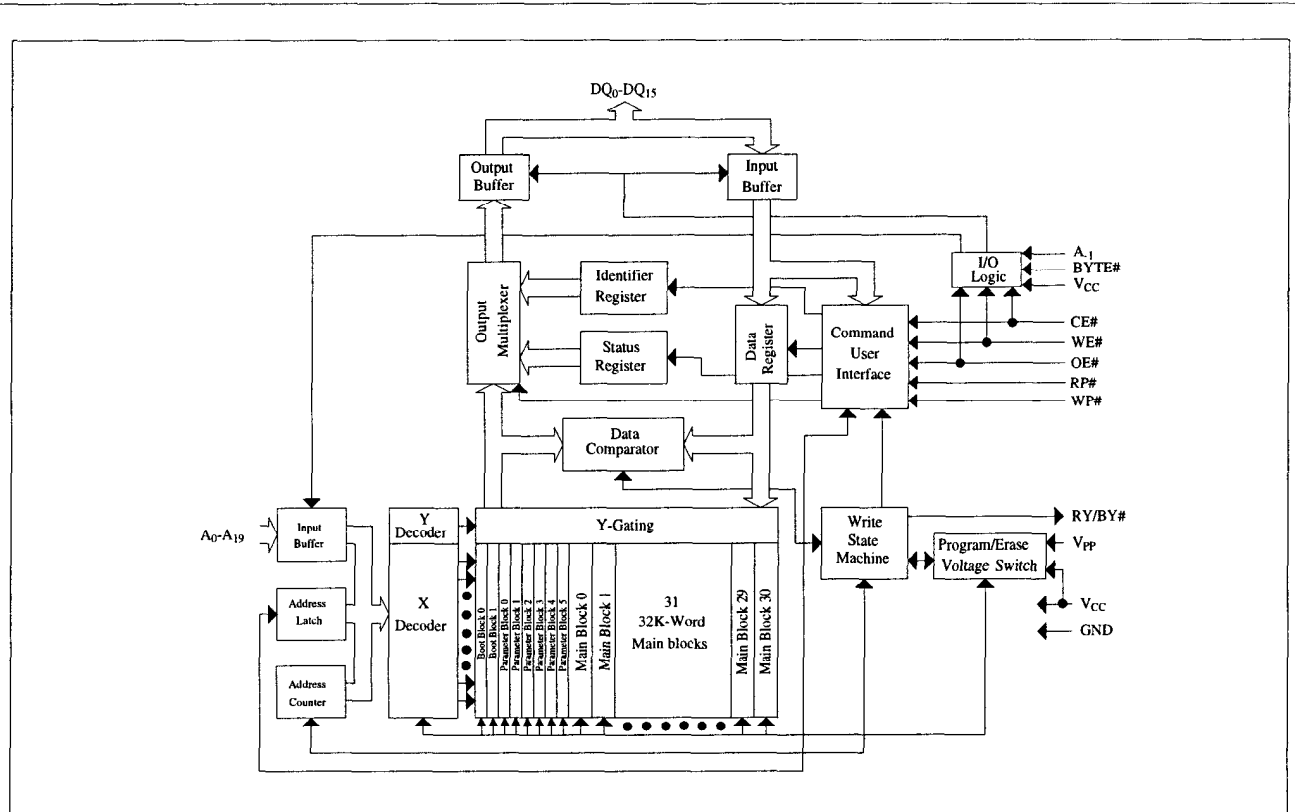 DQ0-DQ15
Output
Buffer
Input
Buffer
Output
Multiplexer
Identifier
Register
Status
Register
Data
Register
Command
User
Interface
I/O
Logic
A-1
BYTE#
VCC
CE#
WE#
OE#
RP#
WP#
Data
Comparator
A0-A19
Input
Buffer
Y
Decoder
Y-Gating
Write
State
Machine
RY/BY#
Program/Erase
Voltage Switch
VPP
VCC
GND
Address
Latch
X
Decoder
Address
Counter
Boot Block 0
Boot Block 1
Parameter Block 0
Parameter Block 1
Parameter Block 2
Parameter Block 3
Parameter Block 4
Parameter Block 5
Main Block 0
Main Block 1
31
32K-Word
Main blocks
Main Block 29
Main Block 30